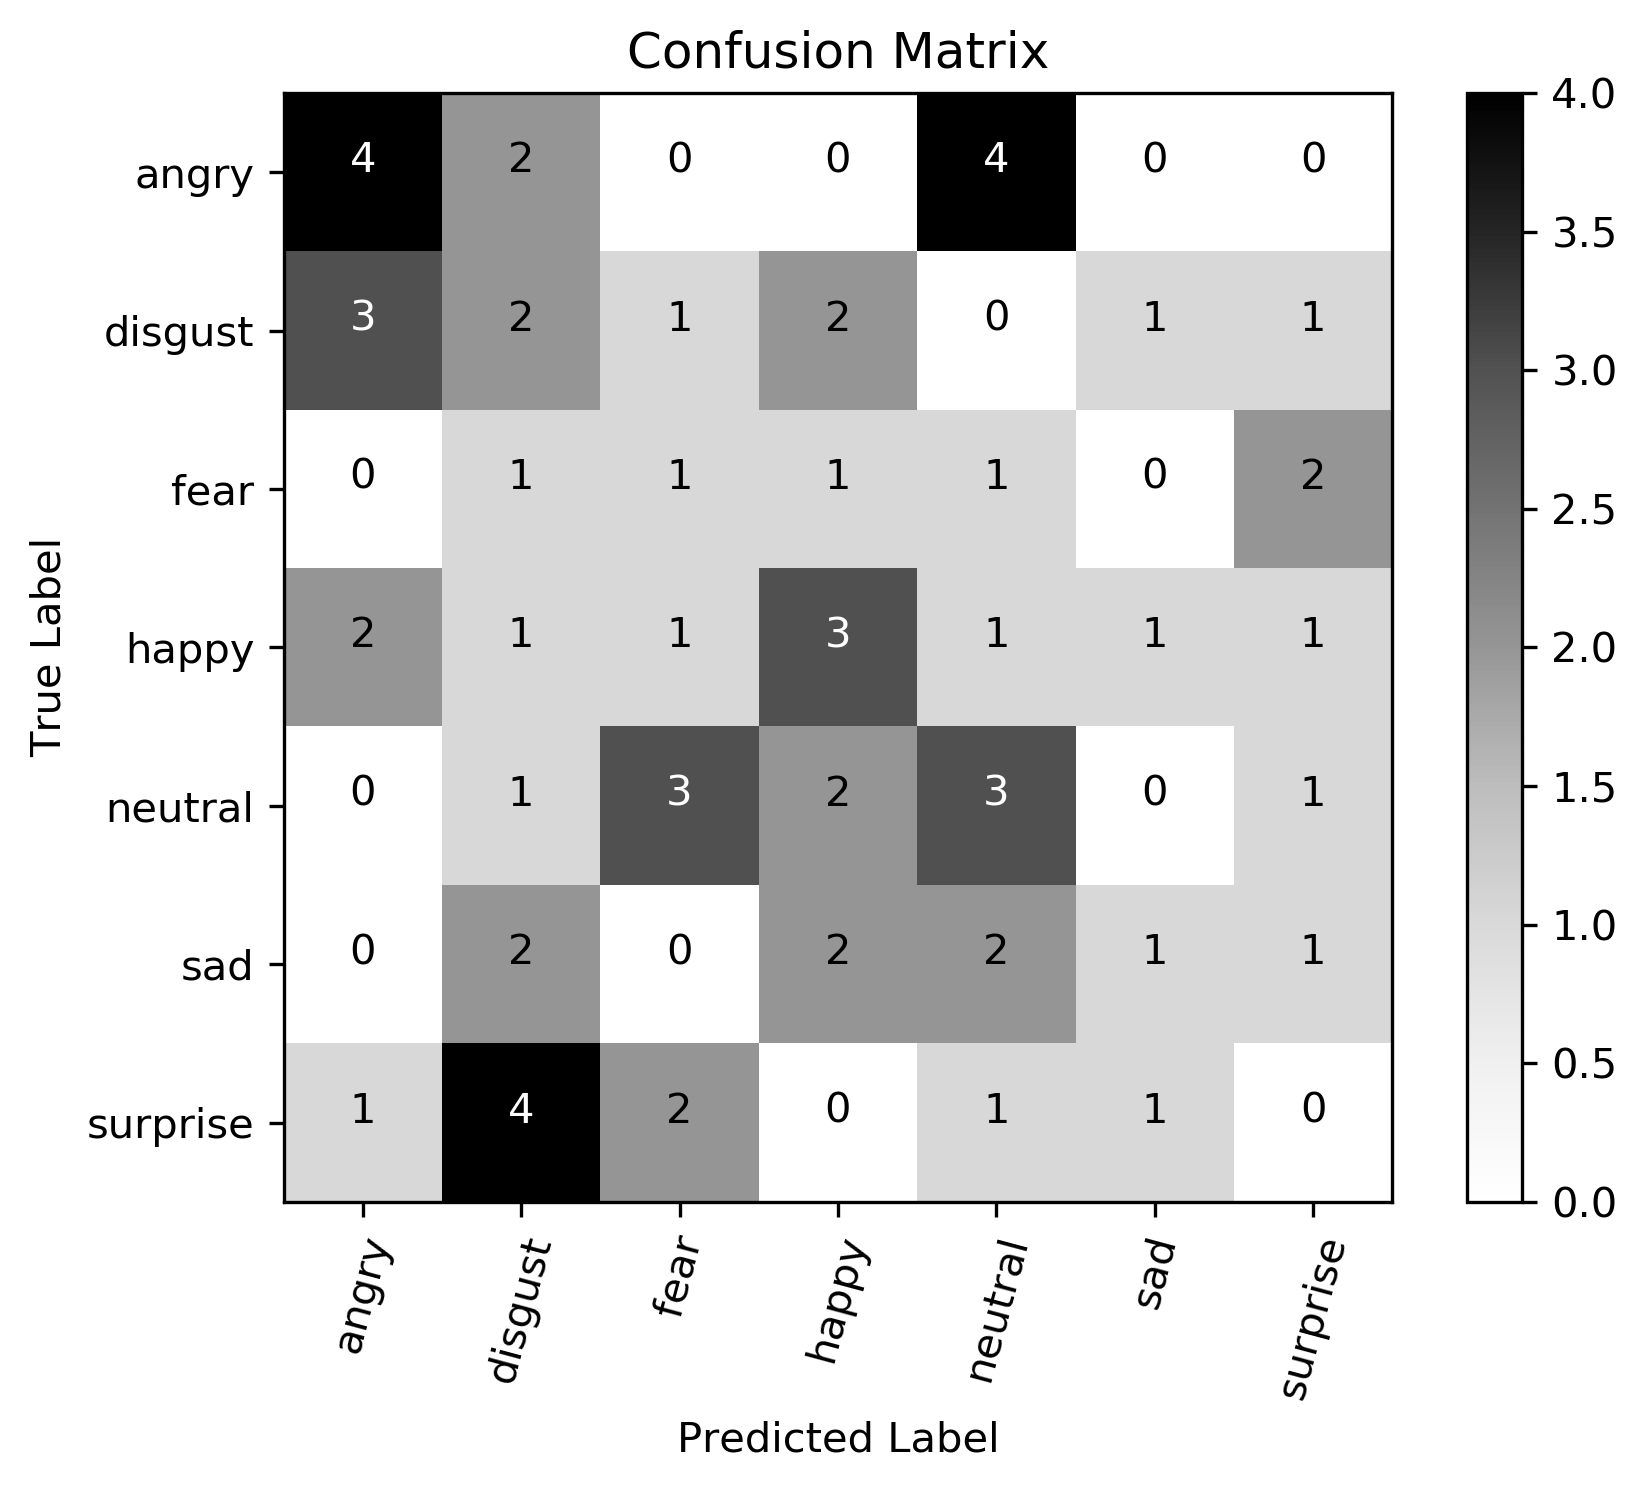 Confusion Matrix
angry 4 2 0 0 4 0 0
disgust 3 2 1 2 0 1 1
fear 0 1 1 1 1 0 2
happy 2 1 1 3 1 1 1
neutral 0 1 3 2 3 0 1
sad 0 2 0 2 2 1 1
surprise 1 4 2 0 1 1 0
True Label
angry disgust fear happy neutral sad surprise
Predicted Label
4.0
3.5
3.0
2.5
2.0
1.5
1.0
0.5
0.0